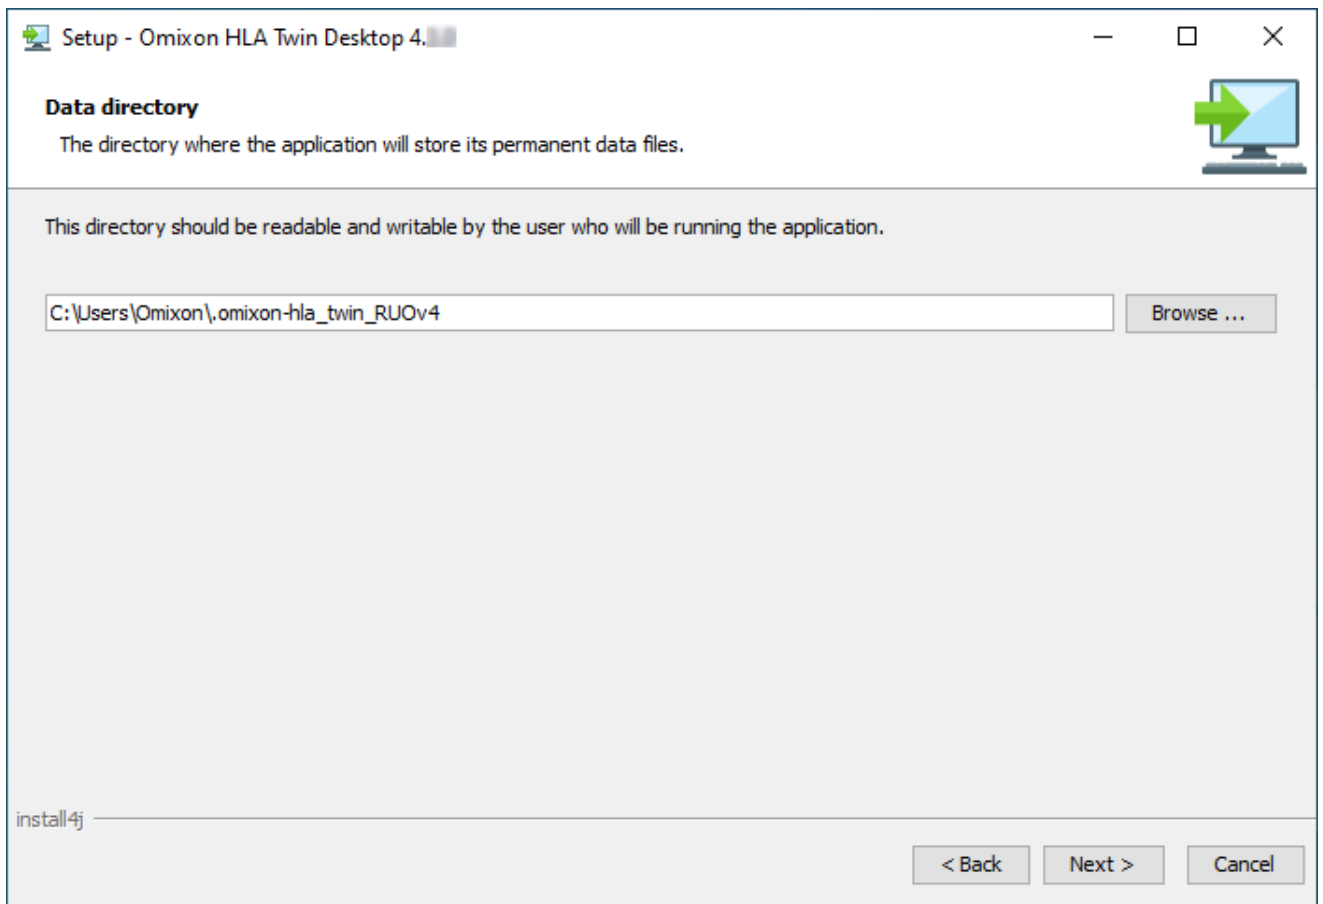 Setup - Omixon HLA Twin Desktop 4.
Data directory
The directory where the application will store its permanent data files.
This directory should be readable and writable by the user who will be running the application.
C:\Users\Omixon\.omixon-hla_twin_RUOv4
Browse ...
install4j
< Back
Next >
Cancel